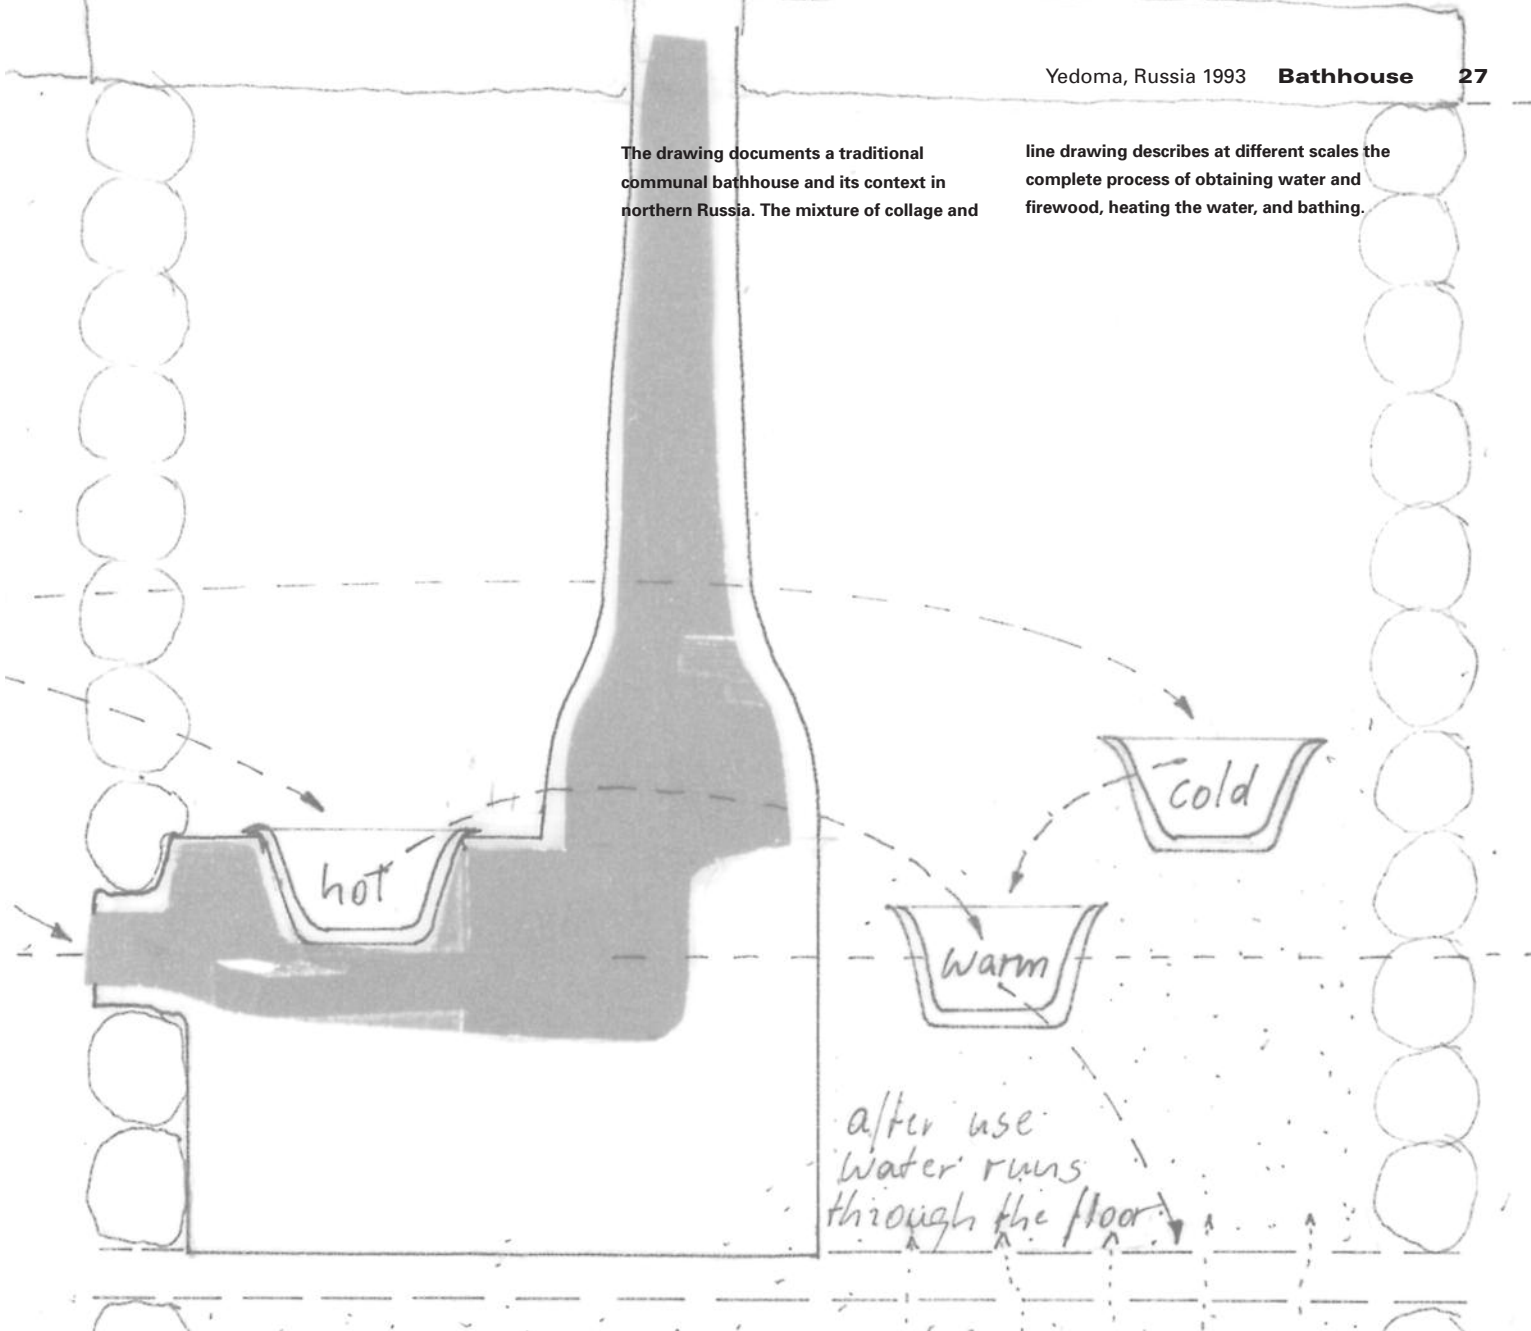 Yedoma, Russia 1993 Bathhouse 27
The drawing documents a traditional
communal bathhouse and its context in
northern Russia. The mixture of collage and
line drawing describes at different scales the
complete process of obtaining water and
firewood, heating the water, and bathing.
cold
hot
warm
after use
water runs
through the floor